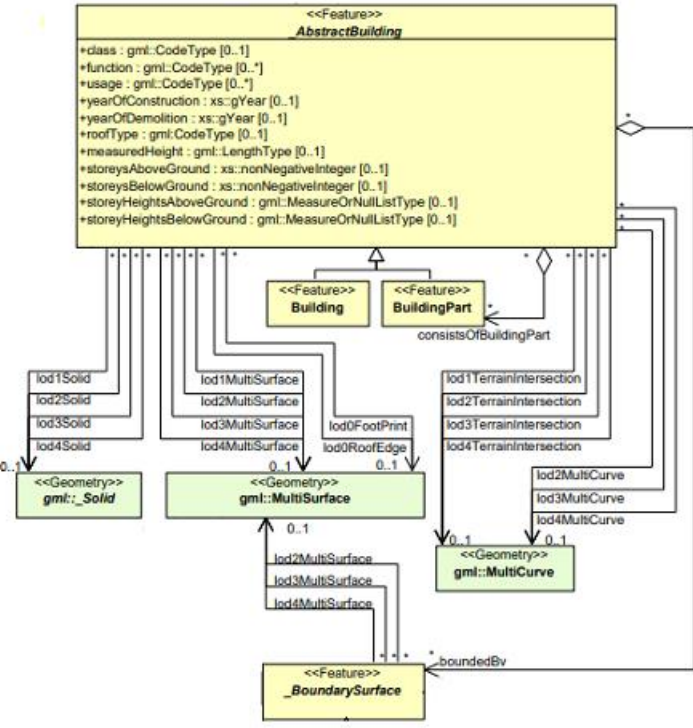 <<Feature>>
_AbstractBuilding
+class : gml::CodeType [0..1]
+function : gml::CodeType [0..*]
+usage : gml::CodeType [0..*]
+yearOfConstruction : xs::gYear [0..1]
+yearOfDemolition : xs::gYear [0..1]
+roofType : gml:CodeType [0..1]
+measuredHeight : gml::LengthType [0..1]
+storeysAboveGround : xs::nonNegativeInteger [0..1]
+storeysBelowGround : xs::nonNegativeInteger [0..1]
+storeyHeightsAboveGround : gml::MeasureOrNullListType [0..1]
+storeyHeightsBelowGround : gml::MeasureOrNullListType [0..1]
*
* * *
* * * * * * * * * * * * * * *
<<Feature>>
Building
<<Feature>>
BuildingPart
*
consistsOfBuildingPart
lod1Solid
lod2Solid
lod3Solid
lod4Solid
0..1
lod1MultiSurface
lod2MultiSurface
lod3MultiSurface
lod4MultiSurface
0..1
lod0FootPrint
lod0RoofEdge
0..1
lod1TerrainIntersection
lod2TerrainIntersection
lod3TerrainIntersection
lod4TerrainIntersection
lod2MultiCurve
lod3MultiCurve
lod4MultiCurve
<<Geometry>>
gml::_Solid
<<Geometry>>
gml::MultiSurface
0..1
0..1
0..1
<<Geometry>>
gml::MultiCurve
lod2MultiSurface
lod3MultiSurface
lod4MultiSurface
* * *
* boundedBy
<<Feature>>
_BoundarySurface